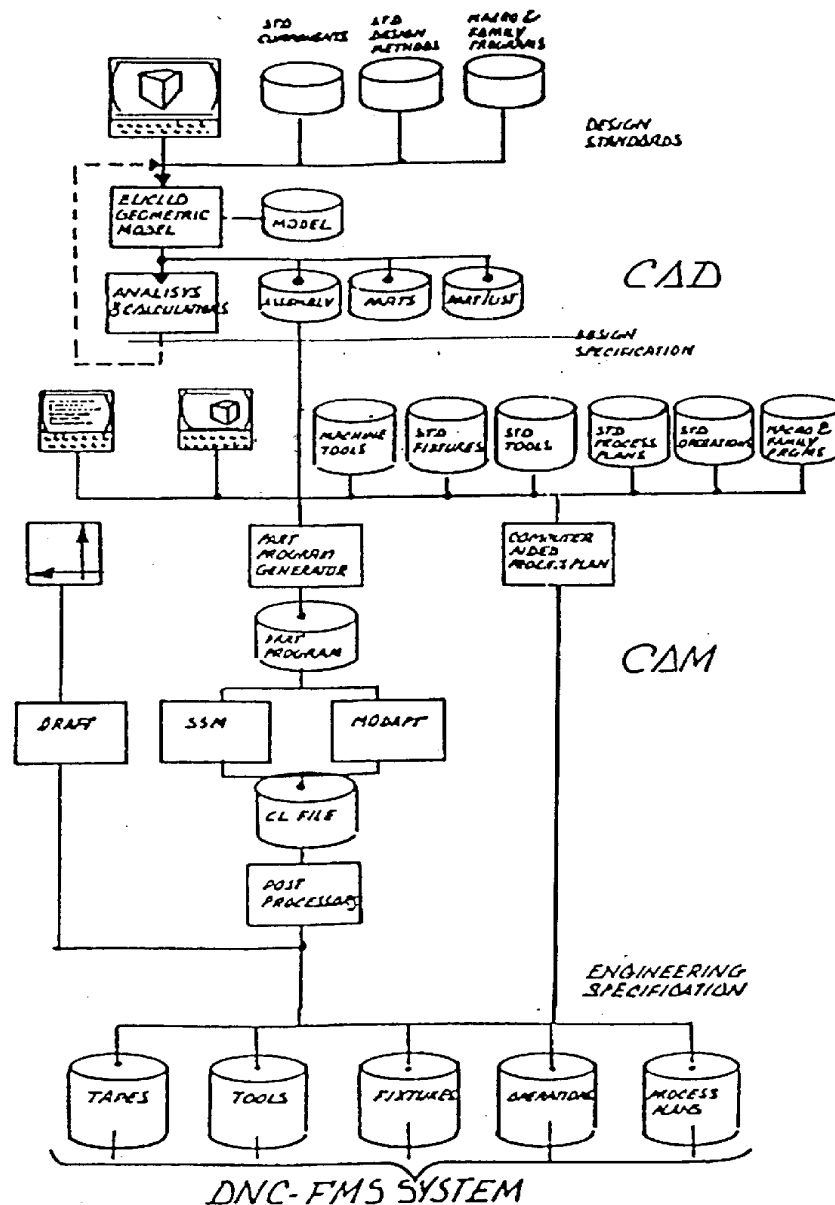 STD
COMPONENTS
STD
DESIGN
METHODS
MACRO &
FAMILY
PROGRAMS
DESIGN
STANDARDS
EUCLID
GEOMETRIC
MODEL
MODEL
CAD
ANALISYS
& CALCULATORS
ASSEMBLY
PARTS
PART/LIST
DESIGN
SPECIFICATION
MACHINE
TOOLS
STD
FIXTURES
STD
TOOLS
STD
PROCESS
PLANS
STD
OPERATIONS
MACRO &
FAMILY
PRGMS
PART
PROGRAM
GENERATOR
COMPUTER
AIDED
PROCES PLAN
PART
PROGRAM
CAM
DRAFT
SSM
MODAPT
CL FILE
POST
PROCESSORS
ENGINEERING
SPECIFICATION
TAPES
TOOLS
FIXTURES
OPERATIONS
PROCESS
PLANS
DNC-FMS SYSTEM